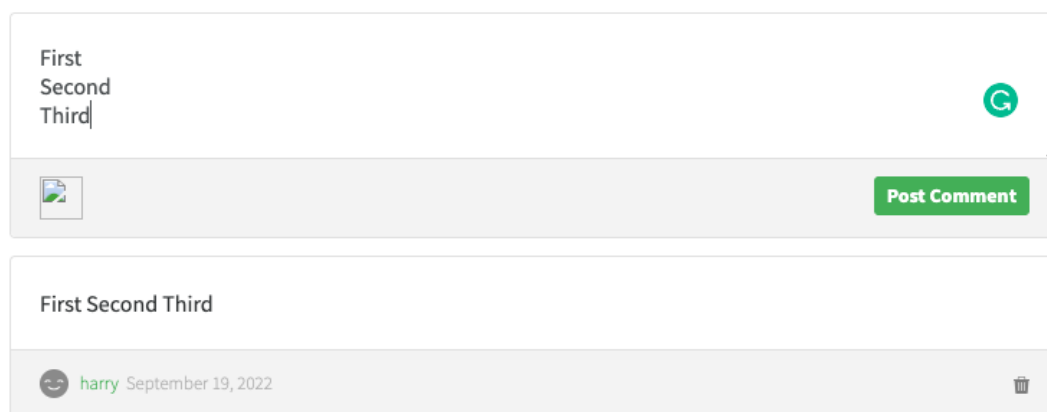 First
Second
Third
Post Comment
First Second Third
harry September 19, 2022